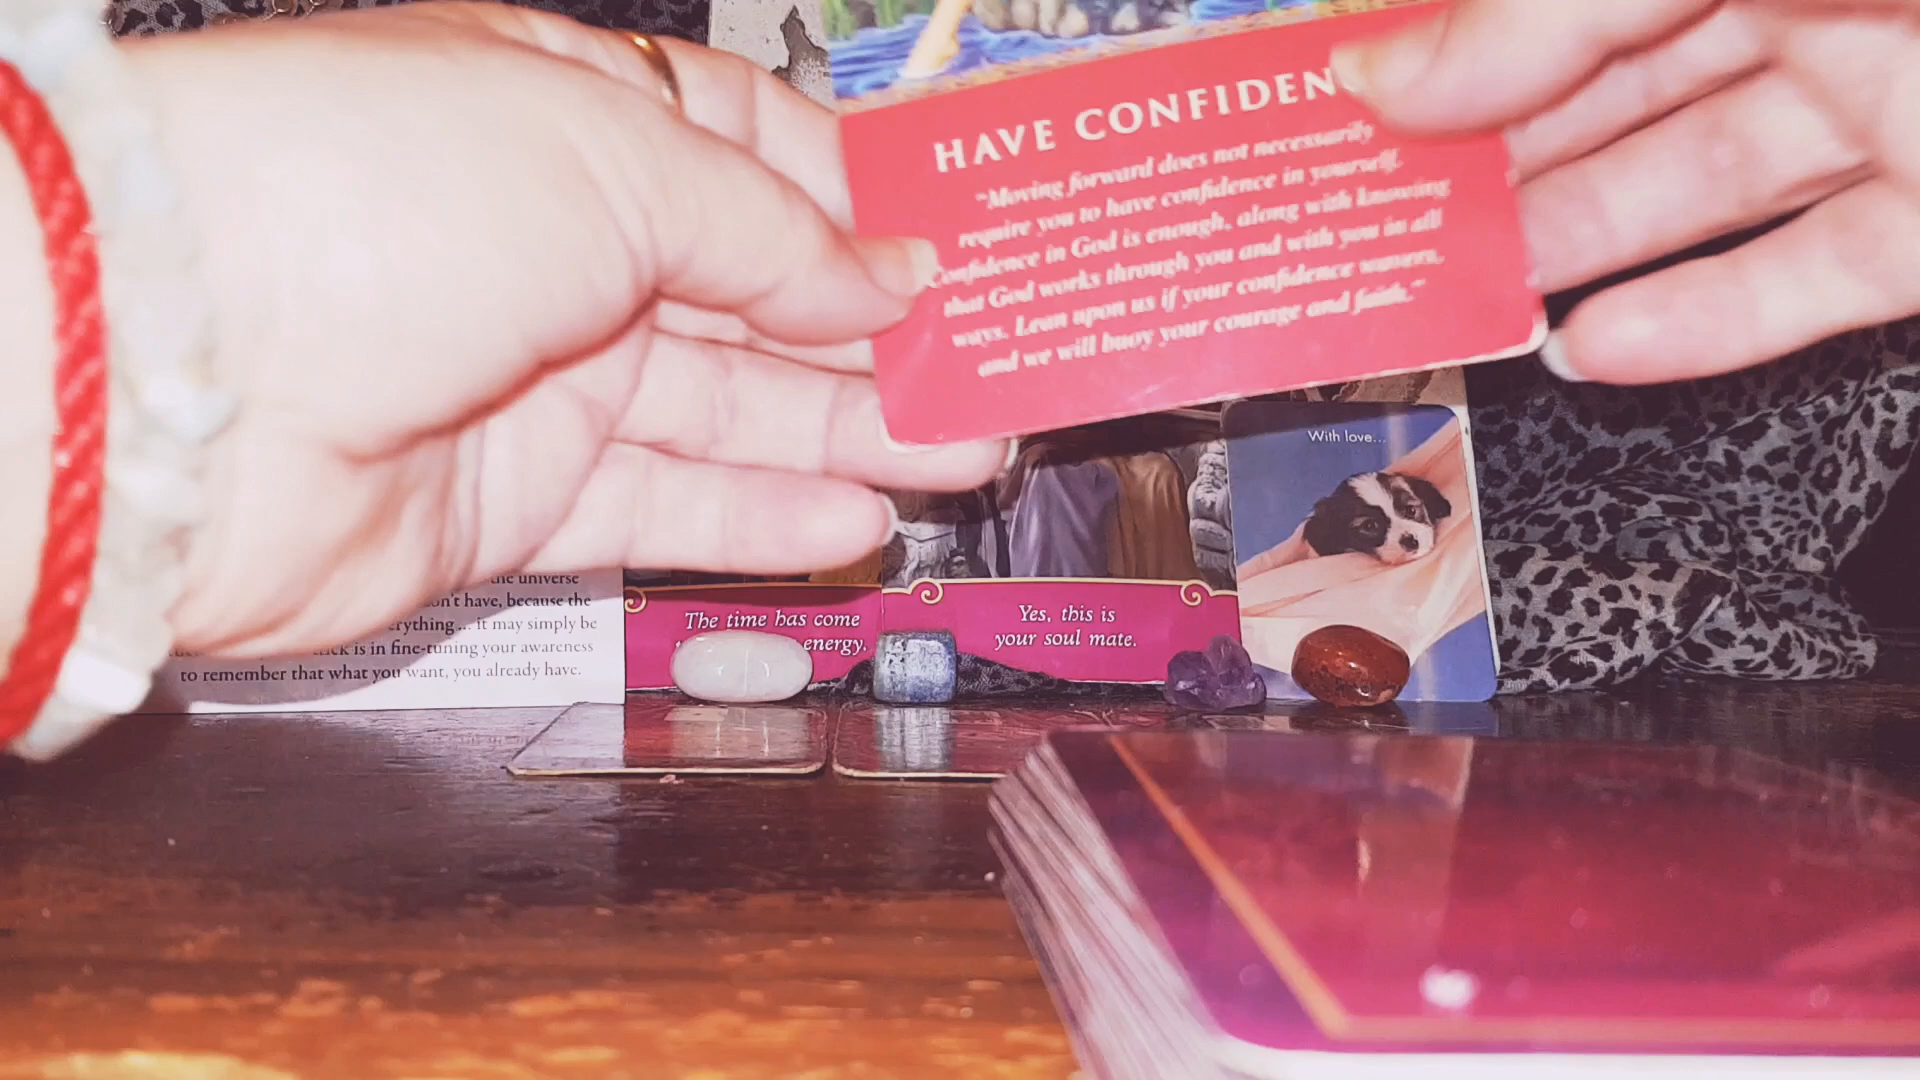 HAVE CONFIDEN
"Moving forward does not necessarily
require you to have confidence in yourself.
Confidence in God is enough, along with knowing
that God works through you and with you in all
ways. Lean upon us if your confidence wavers,
and we will buoy your courage and faith."
With love...
the universe
have, because the
it may simply be
is in fine-tuning your awareness
to remember that what you want, you already have.
The time has come
energy.
Yes, this is
your soul mate.